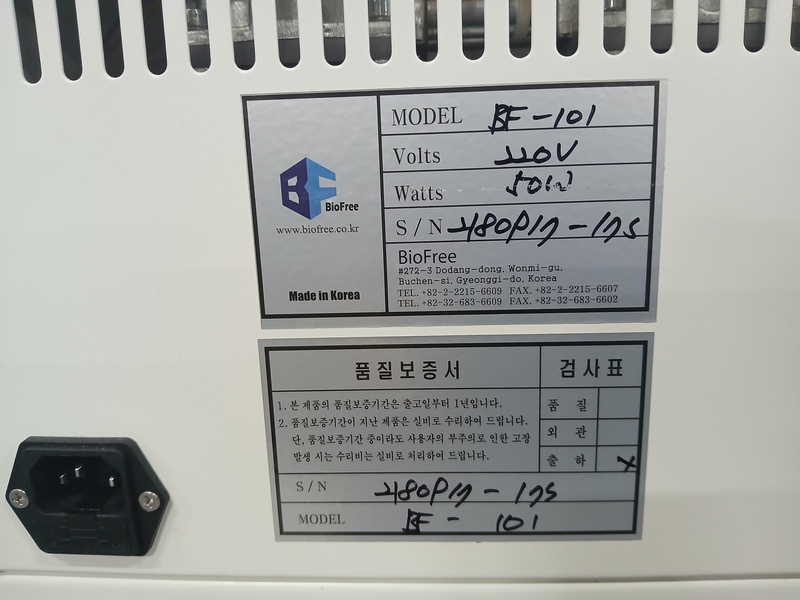 BF
BioFree
www.biofree.co.kr
Made in Korea
MODEL BF-101
Volts 220V
Watts 50W
S/N
BioFree
#272-3 Dodang-dong, Wonmi-gu,
Buchen-si, Gyeonggi-do, Korea
TEL. +82-2-2215-6609 FAX. +82-2-2215-6607
TEL. +82-32-683-6609 FAX. +82-32-683-6602
품질보증서
1. 본 제품의 품질보증기간은 출고일부터 1년입니다.
2. 품질보증기간이 지난 제품은 실비로 수리하여 드립니다.
단, 품질보증기간 중이라도 사용자의 부주의로 인한 고장
발생 시는 수리비는 실비로 처리하여 드립니다.
검사표
품 질
외 관
출 하
S/N
MODEL BF - 101